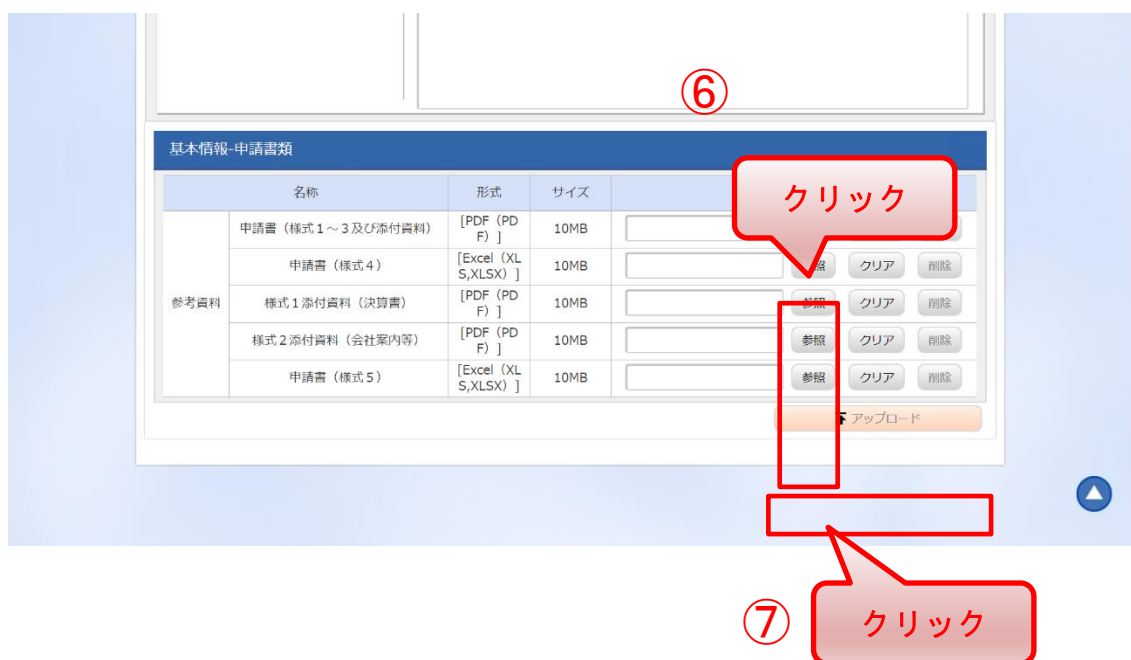 ⑥
基本情報-申請書類
クリック
名称 形式 サイズ
申請書（様式１～３及び添付資料） [PDF（PD
F）] 10MB
申請書（様式４） [Excel（XL
S,XLSX）] 10MB クリア 削除
参考資料 様式１添付資料（決算書） [PDF（PD
F）] 10MB 参照 クリア 削除
様式２添付資料（会社案内等） [PDF（PD
F）] 10MB 参照 クリア 削除
申請書（様式５） [Excel（XL
S,XLSX）] 10MB 参照 クリア 削除
アップロード
⑦ クリック